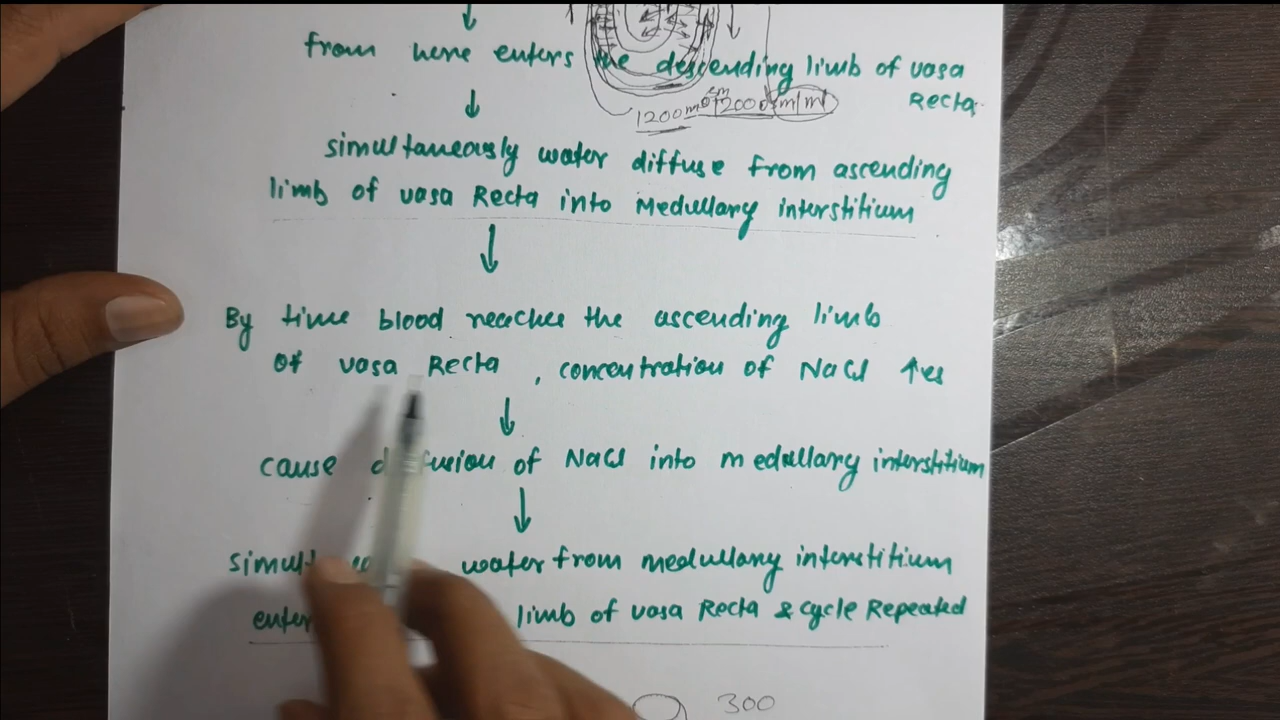 from here enters the descending limb of vasa
Recta
1200 m
simultaneously water diffuse from ascending
limb of vasa Recta into Medullary interstitium
By time blood reaches the ascending limb
of vasa Recta , concentration of NaCl ↑es
cause of NaCl into medullary interstitium
water from medullary interstitium
limb of vasa Recta & cycle Repeated
300